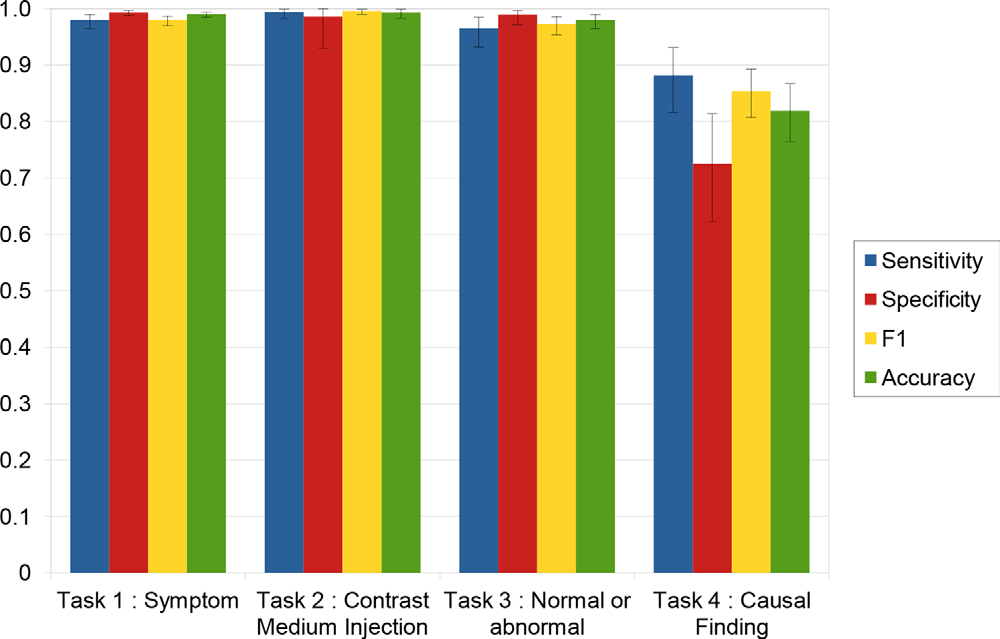 1.0
0.9
0.8
0.7
0.6
0.5
0.4
0.3
0.2
0.1
0
Task 1 : Symptom
Task 2 : Contrast
Medium Injection
Task 3 : Normal or
abnormal
Task 4 : Causal
Finding
Sensitivity
Specificity
F1
Accuracy